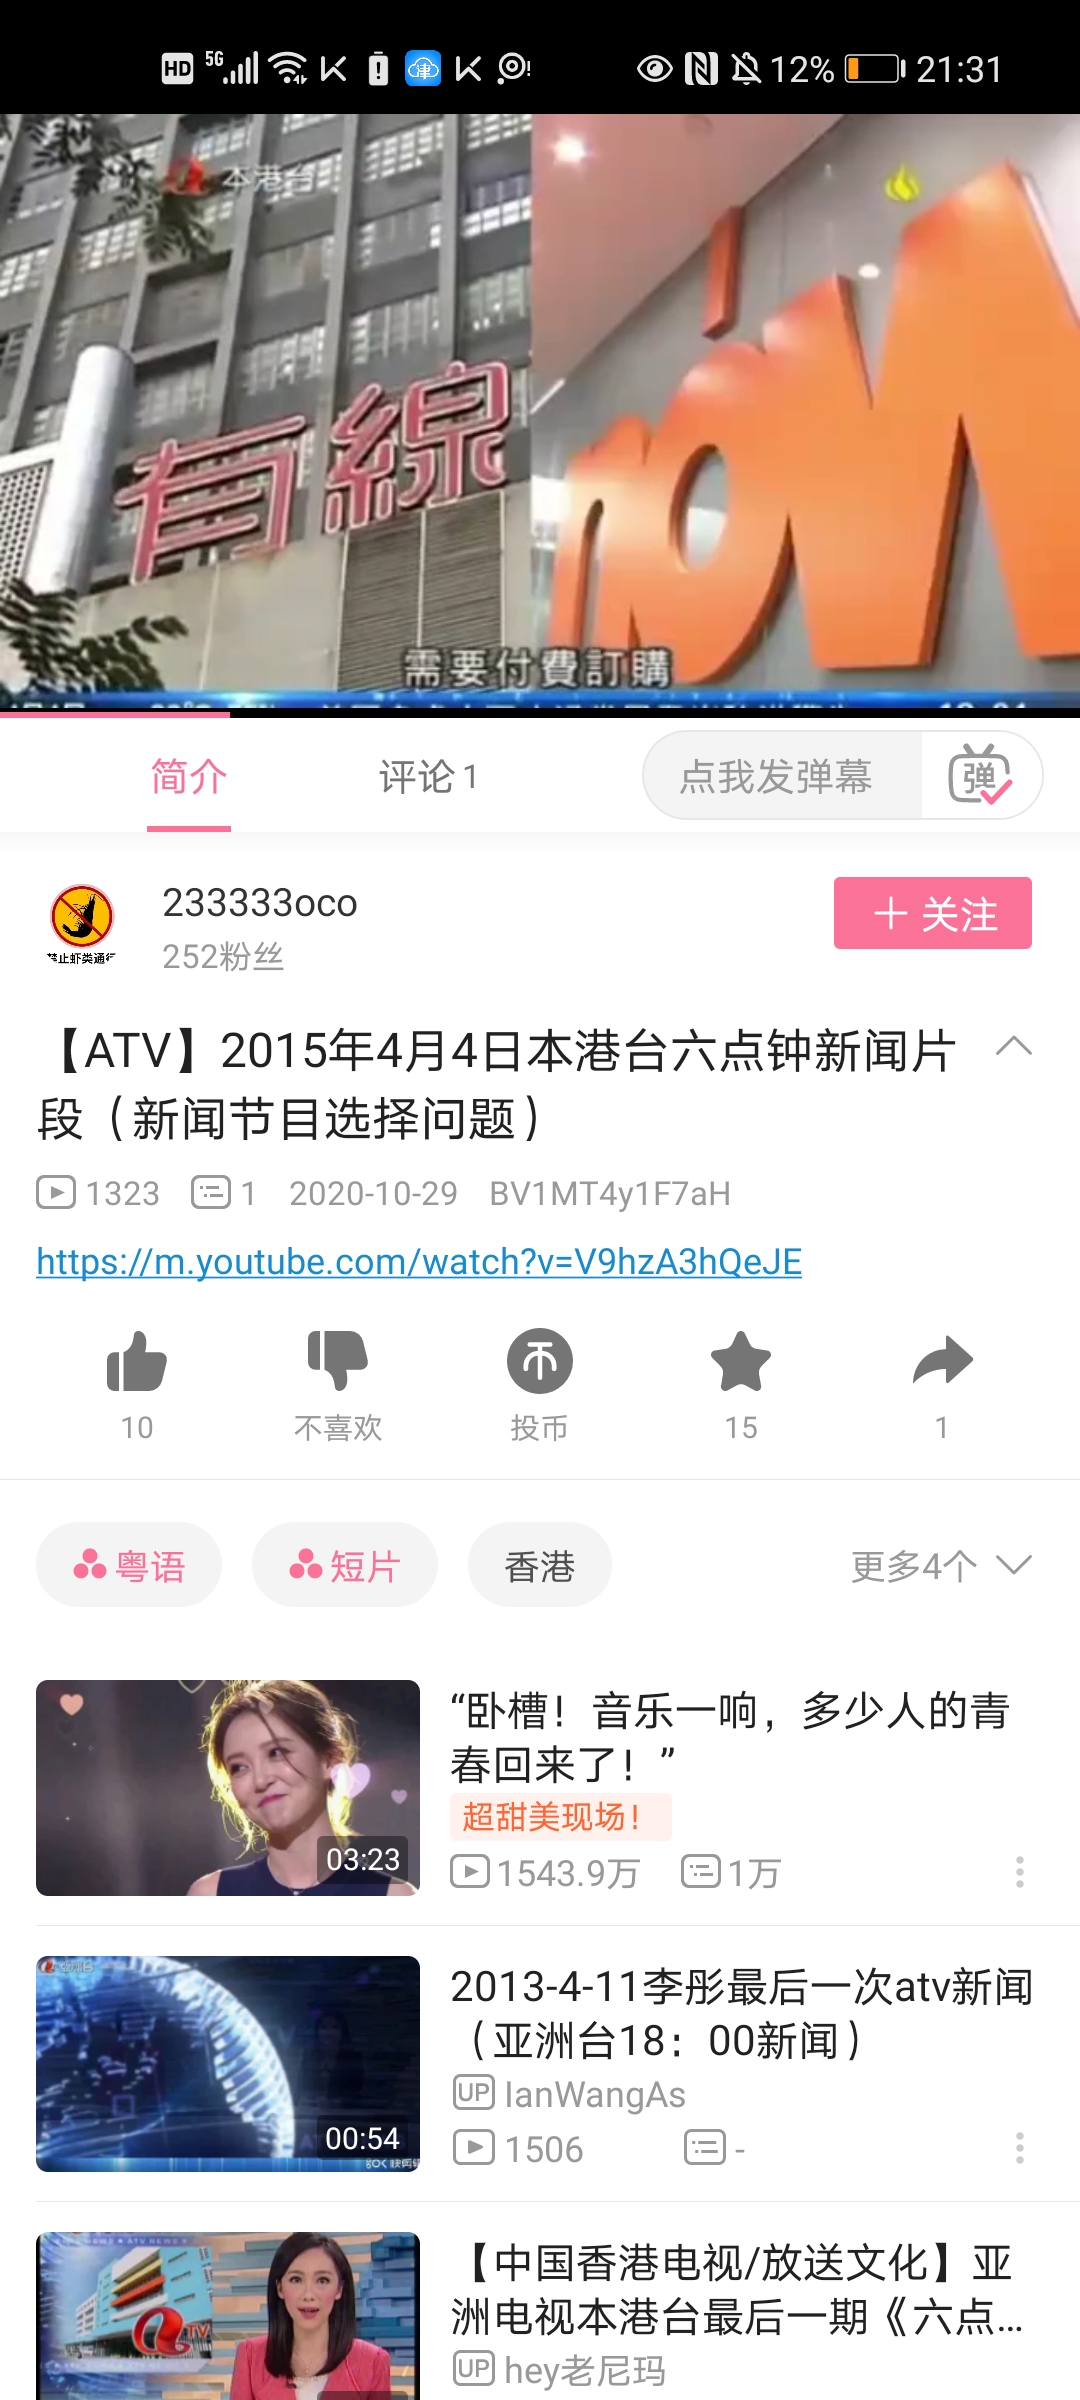 HD 5G 津 12% 21:31
本港台
有線
now
需要付費訂購
简介
评论 1
点我发弹幕
弹
233333oco
252粉丝
禁止虾类通行
+ 关注
【ATV】2015年4月4日本港台六点钟新闻片
段（新闻节目选择问题）
1323 1 2020-10-29 BV1MT4y1F7aH
https://m.youtube.com/watch?v=V9hzA3hQeJE
10
不喜欢
投币
15
1
粤语
短片
香港
更多4个
03:23
“卧槽！音乐一响，多少人的青
春回来了！”
超甜美现场！
1543.9万 1万
00:54
2013-4-11李彤最后一次atv新闻
（亚洲台18：00新闻）
UP IanWangAs
1506 -
TV
【中国香港电视/放送文化】亚
洲电视本港台最后一期《六点...
UP hey老尼玛